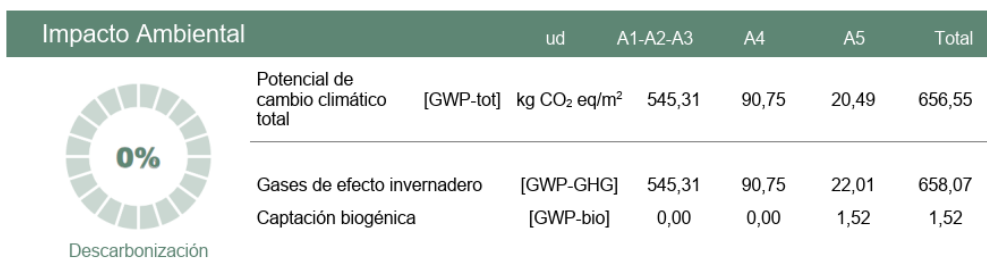 Impacto Ambiental ud A1-A2-A3 A4 A5 Total
Potencial de
cambio climático [GWP-tot] kg CO₂ eq/m² 545,31 90,75 20,49 656,55
total
0%
Gases de efecto invernadero [GWP-GHG] 545,31 90,75 22,01 658,07
Captación biogénica [GWP-bio] 0,00 0,00 1,52 1,52
Descarbonización